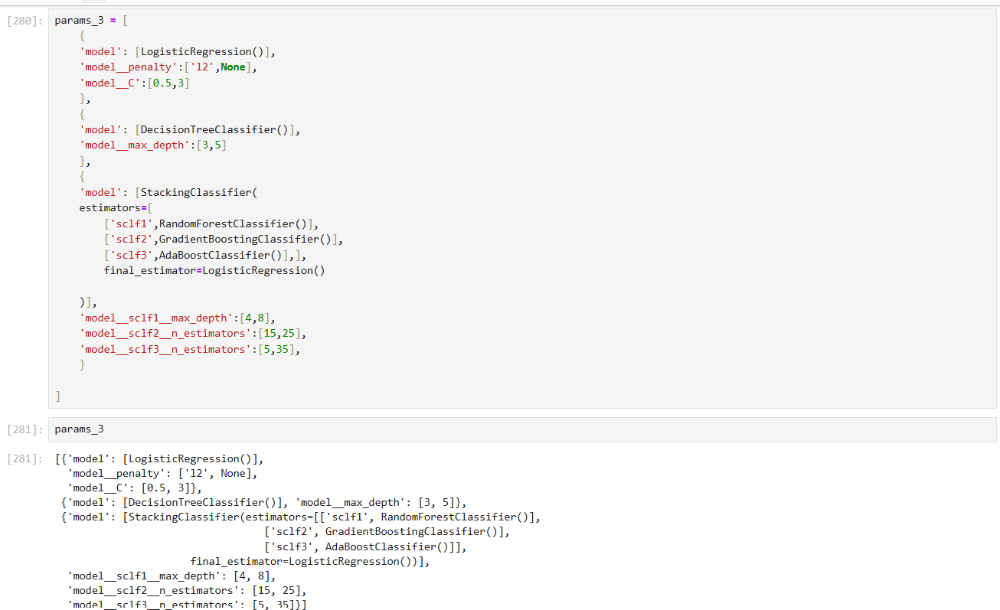 [280]: params_3 = [
    {
    'model': [LogisticRegression()],
    'model__penalty':['l2',None],
    'model__C':[0.5,3]
    },
    {
    'model': [DecisionTreeClassifier()],
    'model__max_depth':[3,5]
    },
    {
    'model': [StackingClassifier(
    estimators=[
        ['sclf1',RandomForestClassifier()],
        ['sclf2',GradientBoostingClassifier()],
        ['sclf3',AdaBoostClassifier()],],
        final_estimator=LogisticRegression()
    )],
    'model__sclf1__max_depth':[4,8],
    'model__sclf2__n_estimators':[15,25],
    'model__sclf3__n_estimators':[5,35],
    }
]
[281]: params_3
[281]: [{'model': [LogisticRegression()],
  'model__penalty': ['l2', None],
  'model__C': [0.5, 3]},
 {'model': [DecisionTreeClassifier()], 'model__max_depth': [3, 5]},
 {'model': [StackingClassifier(estimators=[['sclf1', RandomForestClassifier()],
                                  ['sclf2', GradientBoostingClassifier()],
                                  ['sclf3', AdaBoostClassifier()]],
                      final_estimator=LogisticRegression())],
  'model__sclf1__max_depth': [4, 8],
  'model__sclf2__n_estimators': [15, 25],
  'model__sclf3__n_estimators': [5, 35]}]